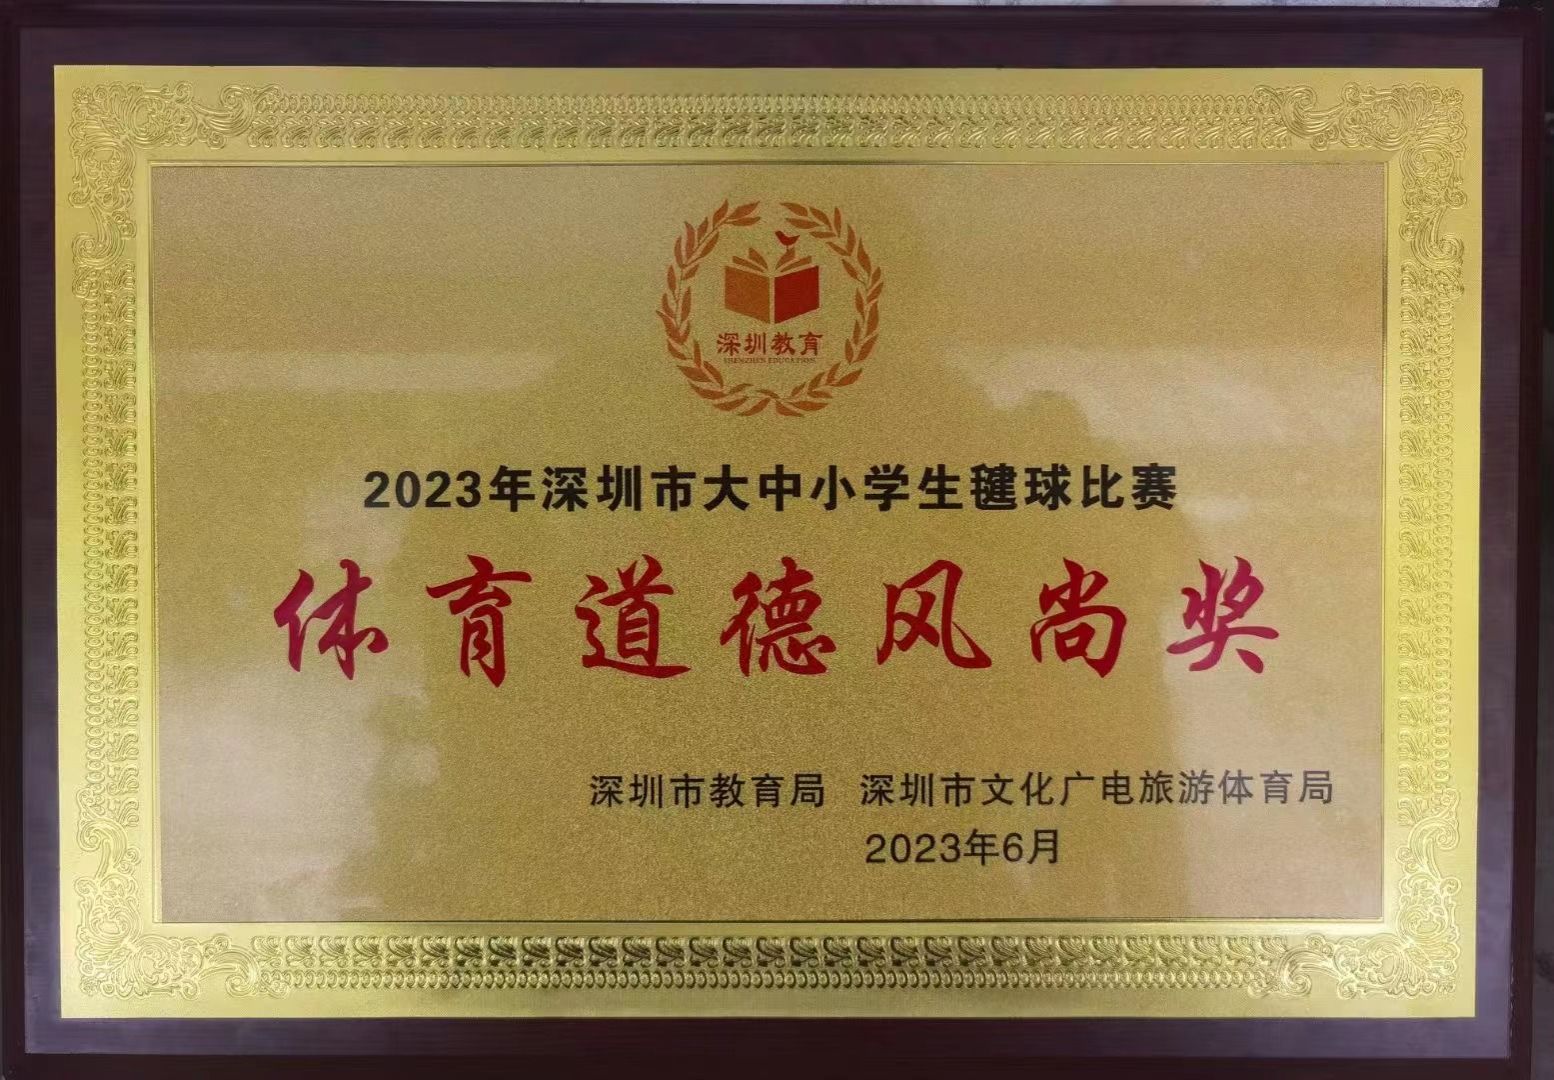 深圳教育
SHENZHEN EDUCATION
2023年深圳市大中小学生毽球比赛
体育道德风尚奖
深圳市教育局 深圳市文化广电旅游体育局
2023年6月